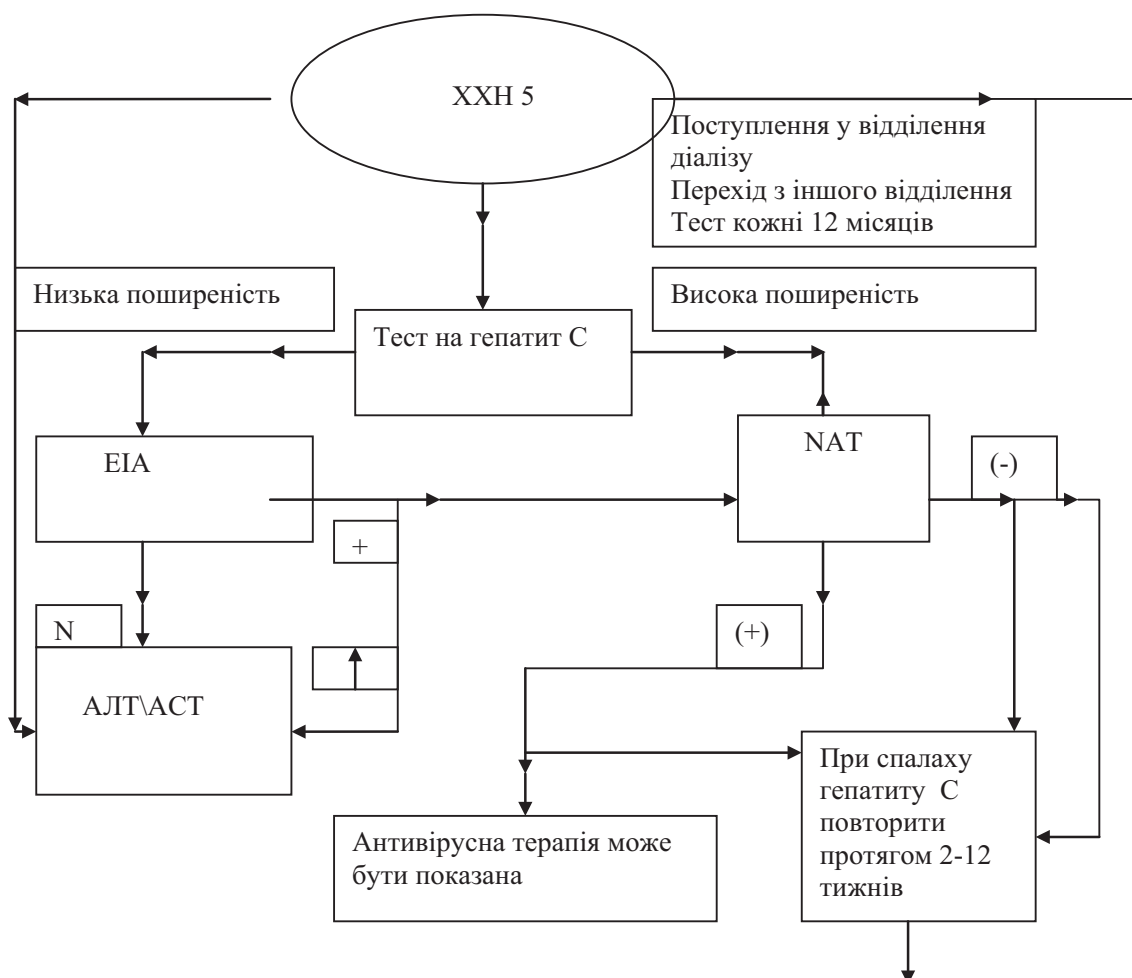 ХХН 5
Поступлення у відділення
діалізу
Перехід з іншого відділення
Тест кожні 12 місяців
Низька поширеність
Висока поширеність
Тест на гепатит С
EIA
NAT
(-)
+
N
(+)
АЛТ\АСТ
При спалаху
гепатиту С
повторити
протягом 2-12
тижнів
Антивірусна терапія може
бути показана